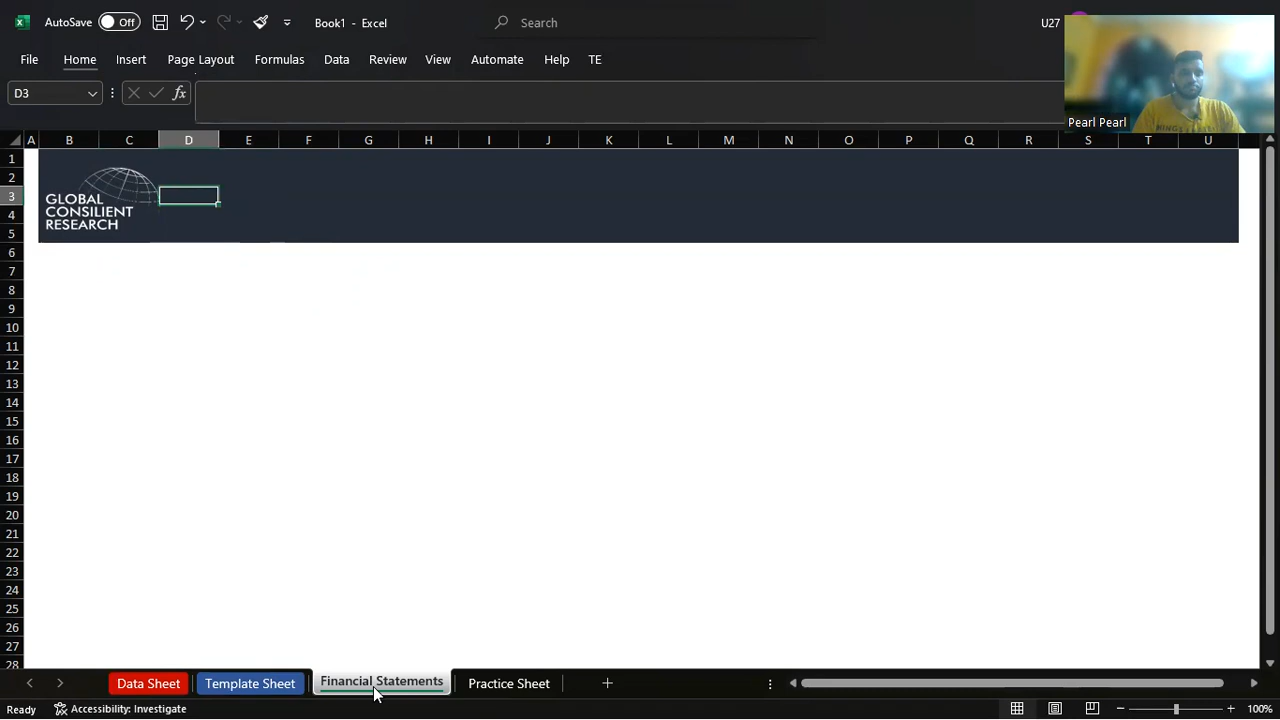 AutoSave Off Book1 - Excel Search U27
File Home Insert Page Layout Formulas Data Review View Automate Help TE
D3 fx
Pearl Pearl
A B C D E F G H I J K L M N O P Q R S T U
1
2
3
4
5
GLOBAL
CONSILIENT
RESEARCH
6
7
8
9
10
11
12
13
14
15
16
17
18
19
20
21
22
23
24
25
26
27
28
Data Sheet Template Sheet Financial Statements Practice Sheet
Ready Accessibility: Investigate 100%